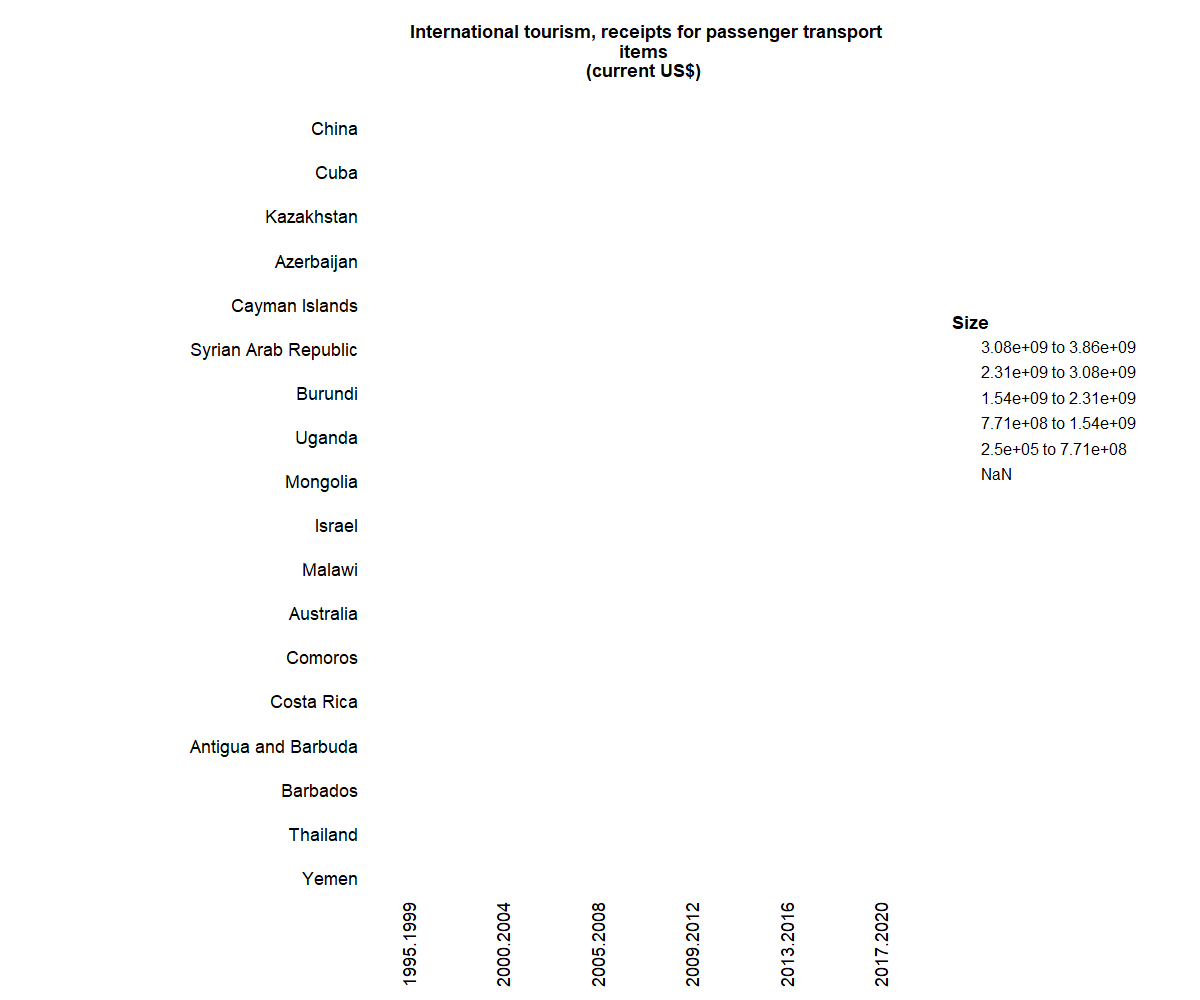 International tourism, receipts for passenger transport
items
(current US$)
China
Cuba
Kazakhstan
Azerbaijan
Cayman Islands
Syrian Arab Republic
Burundi
Uganda
Mongolia
Israel
Malawi
Australia
Comoros
Costa Rica
Antigua and Barbuda
Barbados
Thailand
Yemen
1995.1999
2000.2004
2005.2008
2009.2012
2013.2016
2017.2020
Size
3.08e+09 to 3.86e+09
2.31e+09 to 3.08e+09
1.54e+09 to 2.31e+09
7.71e+08 to 1.54e+09
2.5e+05 to 7.71e+08
NaN